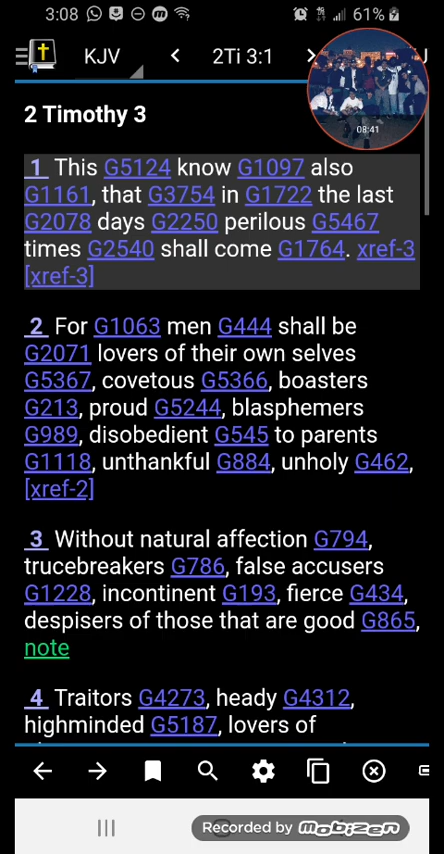 3:08 61%
KJV < 2Ti 3:1 >
08:41
2 Timothy 3
1 This G5124 know G1097 also
G1161, that G3754 in G1722 the last
G2078 days G2250 perilous G5467
times G2540 shall come G1764. xref-3
[xref-3]
2 For G1063 men G444 shall be
G2071 lovers of their own selves
G5367, covetous G5366, boasters
G213, proud G5244, blasphemers
G989, disobedient G545 to parents
G1118, unthankful G884, unholy G462,
[xref-2]
3 Without natural affection G794,
trucebreakers G786, false accusers
G1228, incontinent G193, fierce G434,
despisers of those that are good G865,
note
4 Traitors G4273, heady G4312,
highminded G5187, lovers of
Recorded by mobizen